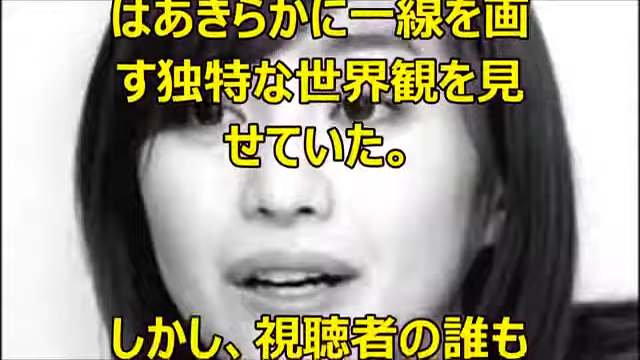 はあきらかに一線を画
す独特な世界観を見
せていた。
しかし、視聴者の誰も